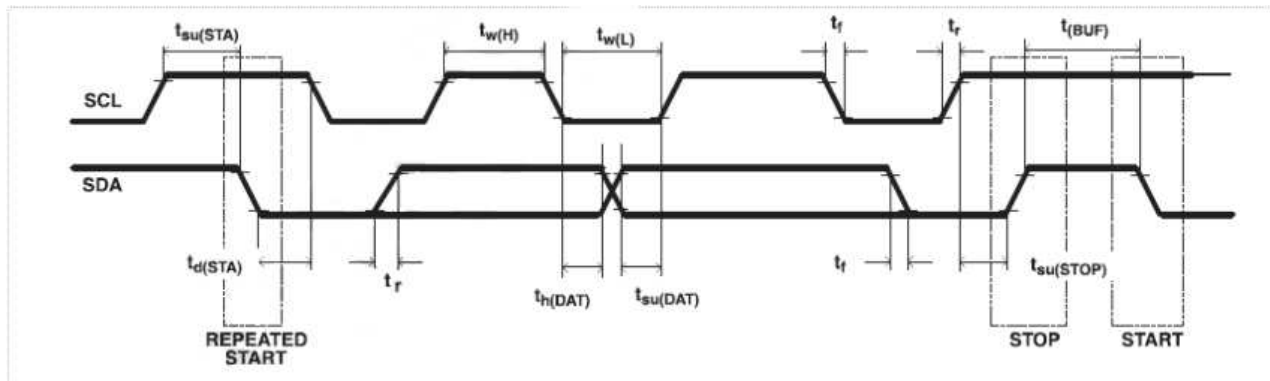 tsu(STA)
tw(H)
tw(L)
tf
tr
t(BUF)
SCL
SDA
td(STA)
tr
th(DAT)
tsu(DAT)
tf
tsu(STOP)
REPEATED
START
STOP
START